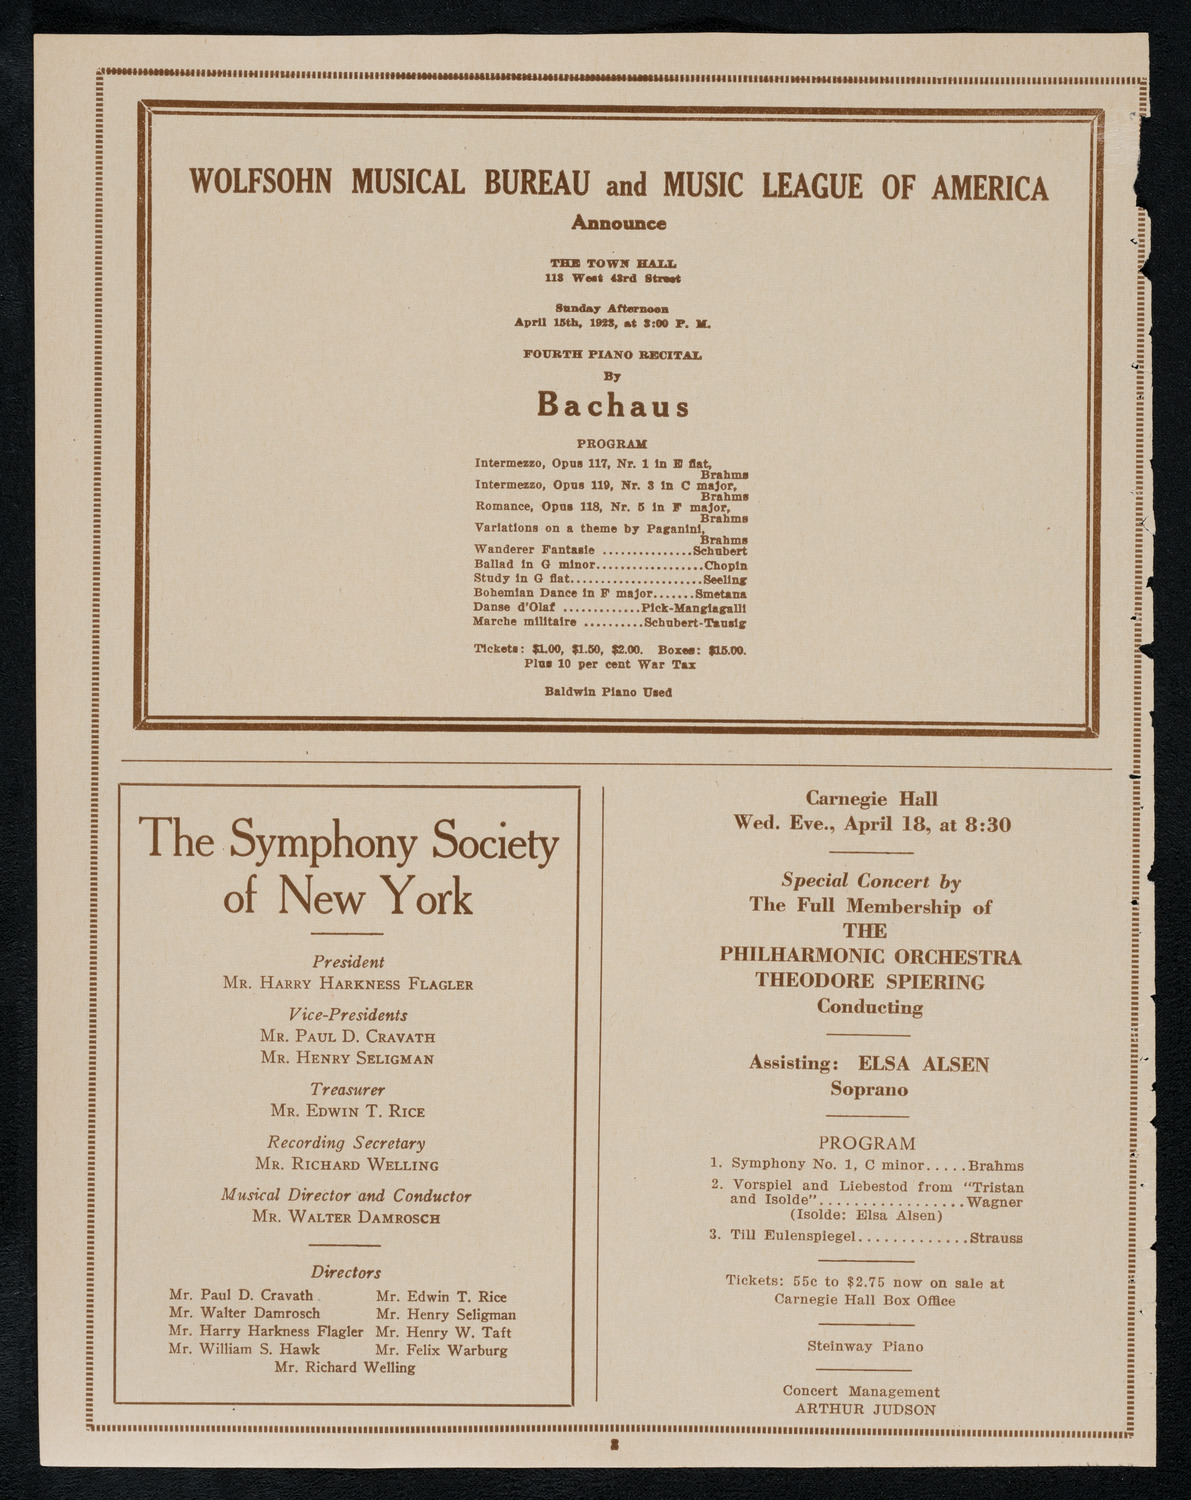 WOLFSOHN MUSICAL BUREAU and MUSIC LEAGUE OF AMERICA
Announce
THE TOWN HALL
113 West 43rd Street
Sunday Afternoon
April 15th, 1923, at 3:00 P. M.
FOURTH PIANO RECITAL
By
Bachaus
PROGRAM
Intermezzo, Opus 117, Nr. 1 in E flat,
Brahms
Intermezzo, Opus 119, Nr. 3 in C major,
Brahms
Romance, Opus 118, Nr. 5 in F major,
Brahms
Variations on a theme by Paganini,
Brahms
Wanderer Fantasie ...............Schubert
Ballad in G minor..................Chopin
Study in G flat......................Seeling
Bohemian Dance in F major.......Smetana
Danse d'Olaf .............Pick-Mangiagalli
Marche militaire ..........Schubert-Tausig
Tickets: $1.00, $1.50, $2.00. Boxes: $15.00.
Plus 10 per cent War Tax
Baldwin Piano Used
The Symphony Society
of New York
President
MR. HARRY HARKNESS FLAGLER
Vice-Presidents
MR. PAUL D. CRAVATH
MR. HENRY SELIGMAN
Treasurer
MR. EDWIN T. RICE
Recording Secretary
MR. RICHARD WELLING
Musical Director and Conductor
MR. WALTER DAMROSCH
Directors
Mr. Paul D. Cravath Mr. Edwin T. Rice
Mr. Walter Damrosch Mr. Henry Seligman
Mr. Harry Harkness Flagler Mr. Henry W. Taft
Mr. William S. Hawk Mr. Felix Warburg
Mr. Richard Welling
Carnegie Hall
Wed. Eve., April 18, at 8:30
Special Concert by
The Full Membership of
THE
PHILHARMONIC ORCHESTRA
THEODORE SPIERING
Conducting
Assisting: ELSA ALSEN
Soprano
PROGRAM
1. Symphony No. 1, C minor.....Brahms
2. Vorspiel and Liebestod from "Tristan
and Isolde".................Wagner
(Isolde: Elsa Alsen)
3. Till Eulenspiegel.............Strauss
Tickets: 55c to $2.75 now on sale at
Carnegie Hall Box Office
Steinway Piano
Concert Management
ARTHUR JUDSON
2